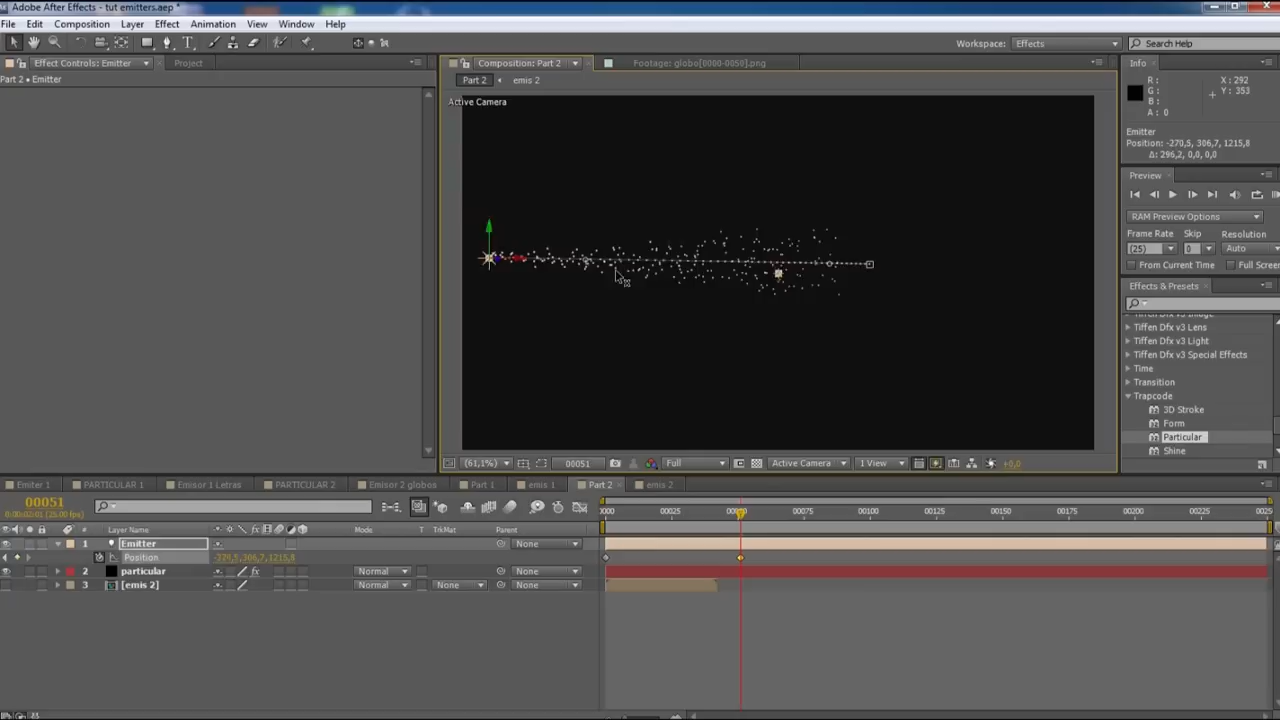 Adobe After Effects - tut emitters.aep *
File Edit Composition Layer Effect Animation View Window Help
Workspace: Effects Search Help
Effect Controls: Emitter Project
Composition: Part 2 Footage: globo[0000-0050].png
Info
Part 2 • Emitter
Part 2 emis 2
Active Camera
R :
G :
B :
A : 0
X : 292
Y : 353
Emitter
Position: -270,5, 306,7, 1215,8
Δ: 296,2, 0,0, 0,0
Preview
RAM Preview Options
Frame Rate Skip Resolution
(25) 0 Auto
From Current Time Full Screen
Effects & Presets
Tiffen Dfx v3 Image
Tiffen Dfx v3 Lens
Tiffen Dfx v3 Light
Tiffen Dfx v3 Special Effects
Time
Transition
Trapcode
3D Stroke
Form
Particular
Shine
(61,1%) 00051 Full Active Camera 1 View +0,0
Emiter 1 PARTICULAR 1 Emisor 1 Letras PARTICULAR 2 Emisor 2 globos Part 1 emis 1 Part 2 emis 2
00051
0:00:02:01 (25.00 fps)
0000 00025 00075 00100 00125 00150 00175 00200 00225
# Layer Name Mode T TrkMat Parent
1 Emitter None
Position -270,5,306,7,1215,8
2 particular Normal None
3 [emis 2] Normal None None